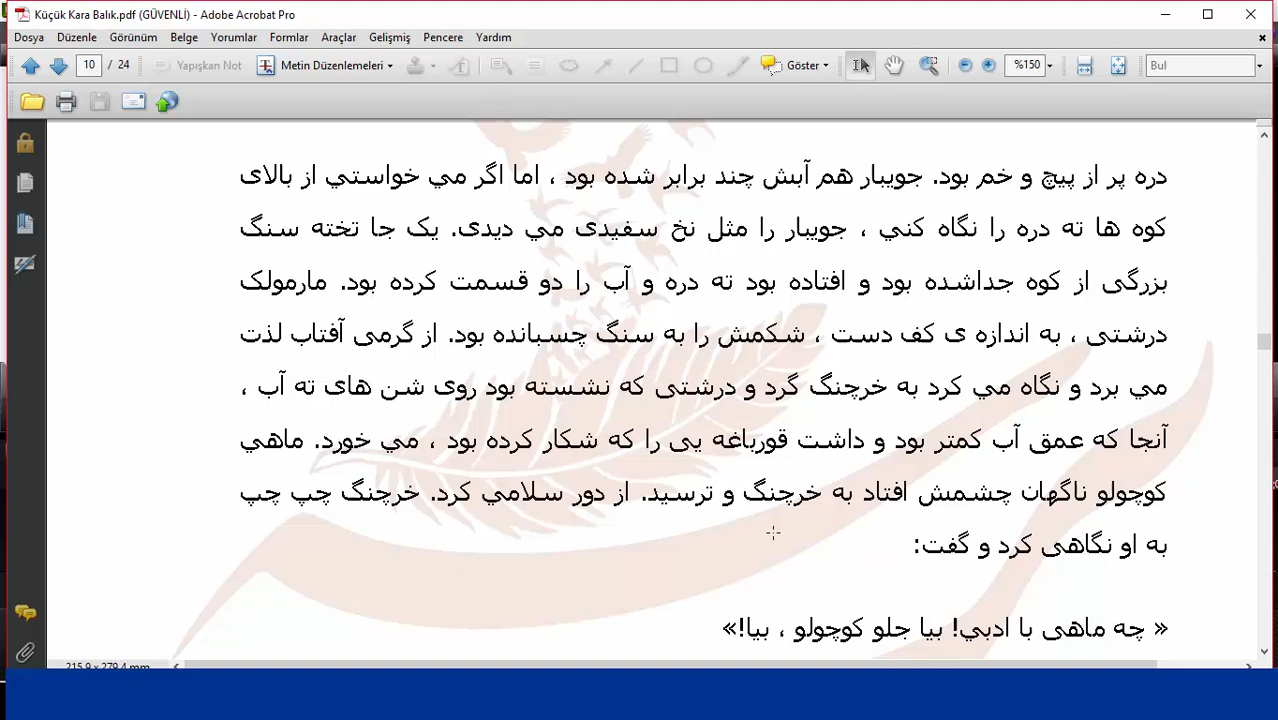 Küçük Kara Balık.pdf (GÜVENLİ) - Adobe Acrobat Pro
Dosya Düzenle Görünüm Belge Yorumlar Formlar Araçlar Gelişmiş Pencere Yardım
10 / 24 Yapışkan Not Metin Düzenlemeleri Göster %150 Bul
دره پر از پیچ و خم بود. جویبار هم آبش چند برابر شده بود ، اما اگر مي خواستي از بالای
کوه ها ته دره را نگاه کني ، جویبار را مثل نخ سفیدی مي دیدی. یک جا تخته سنگ
بزرگی از کوه جداشده بود و افتاده بود ته دره و آب را دو قسمت کرده بود. مارمولک
درشتی ، به اندازه ی کف دست ، شکمش را به سنگ چسبانده بود. از گرمی آفتاب لذت
مي برد و نگاه مي کرد به خرچنگ گرد و درشتی که نشسته بود روی شن های ته آب ،
آنجا که عمق آب کمتر بود و داشت قورباغه یی را که شکار کرده بود ، مي خورد. ماهي
کوچولو ناگهان چشمش افتاد به خرچنگ و ترسید. از دور سلامي کرد. خرچنگ چپ چپ
به او نگاهی کرد و گفت:
« چه ماهی با ادبي! بیا جلو کوچولو ، بیا!»
215,9 x 279,4 mm